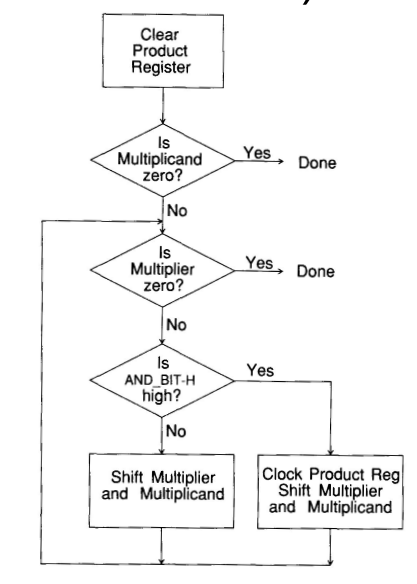 Clear
Product
Register
Is
Multiplicand
zero?
Yes
Done
No
Is
Multiplier
zero?
Yes
Done
No
Is
AND_BIT-H
high?
Yes
No
Shift Multiplier
and Multiplicand
Clock Product Reg
Shift Multiplier
and Multiplicand